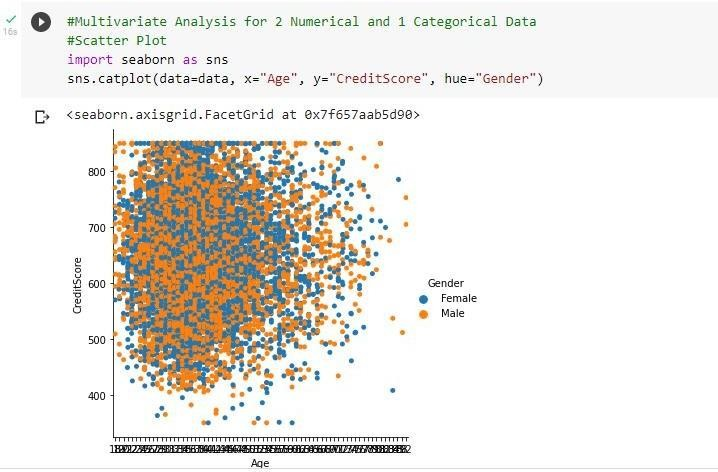 16s
#Multivariate Analysis for 2 Numerical and 1 Categorical Data
#Scatter Plot
import seaborn as sns
sns.catplot(data=data, x="Age", y="CreditScore", hue="Gender")
<seaborn.axisgrid.FacetGrid at 0x7f657aab5d90>
800
700
600
500
400
CreditScore
Gender
Female
Male
Age